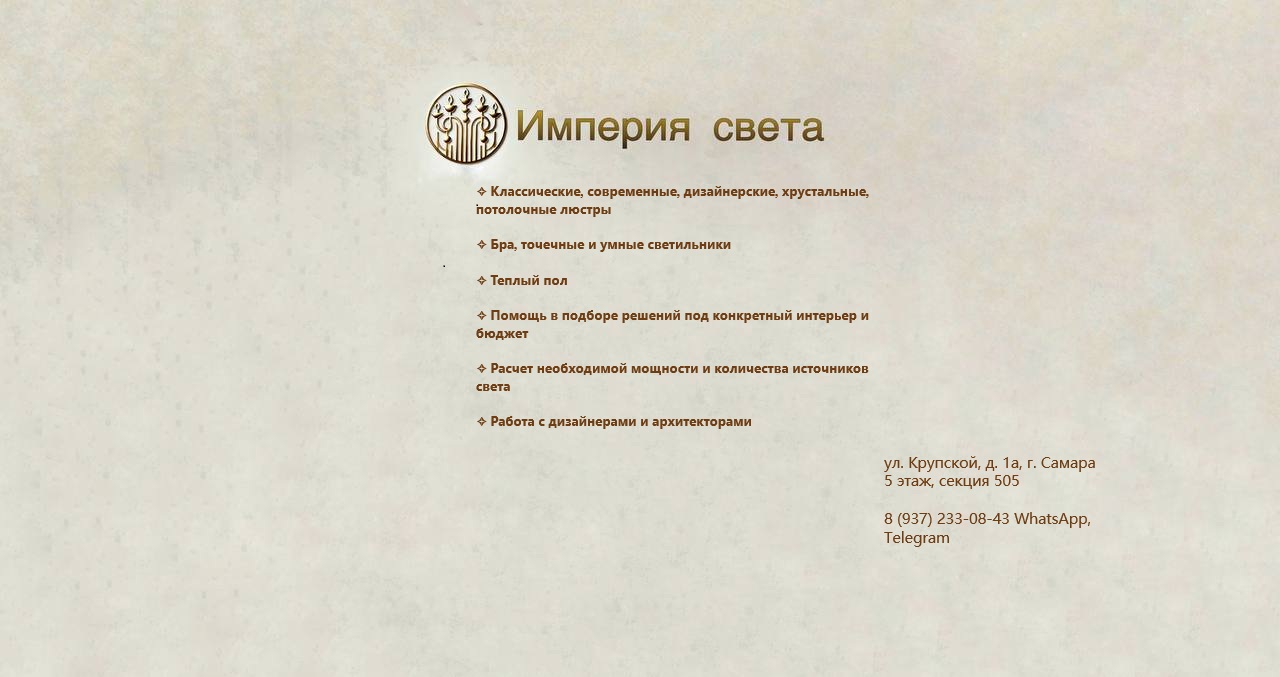 Империя света
✧ Классические, современные, дизайнерские, хрустальные,
потолочные люстры
✧ Бра, точечные и умные светильники
✧ Теплый пол
✧ Помощь в подборе решений под конкретный интерьер и
бюджет
✧ Расчет необходимой мощности и количества источников
света
✧ Работа с дизайнерами и архитекторами
ул. Крупской, д. 1а, г. Самара
5 этаж, секция 505
8 (937) 233-08-43 WhatsApp,
Telegram